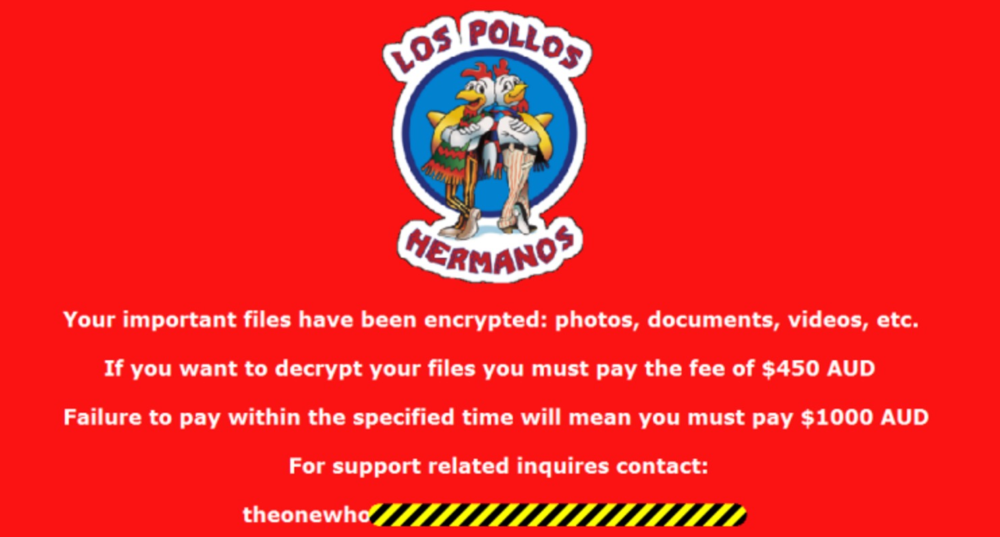 LOS POLLOS
HERMANOS
Your important files have been encrypted: photos, documents, videos, etc.
If you want to decrypt your files you must pay the fee of $450 AUD
Failure to pay within the specified time will mean you must pay $1000 AUD
For support related inquires contact:
theonewho